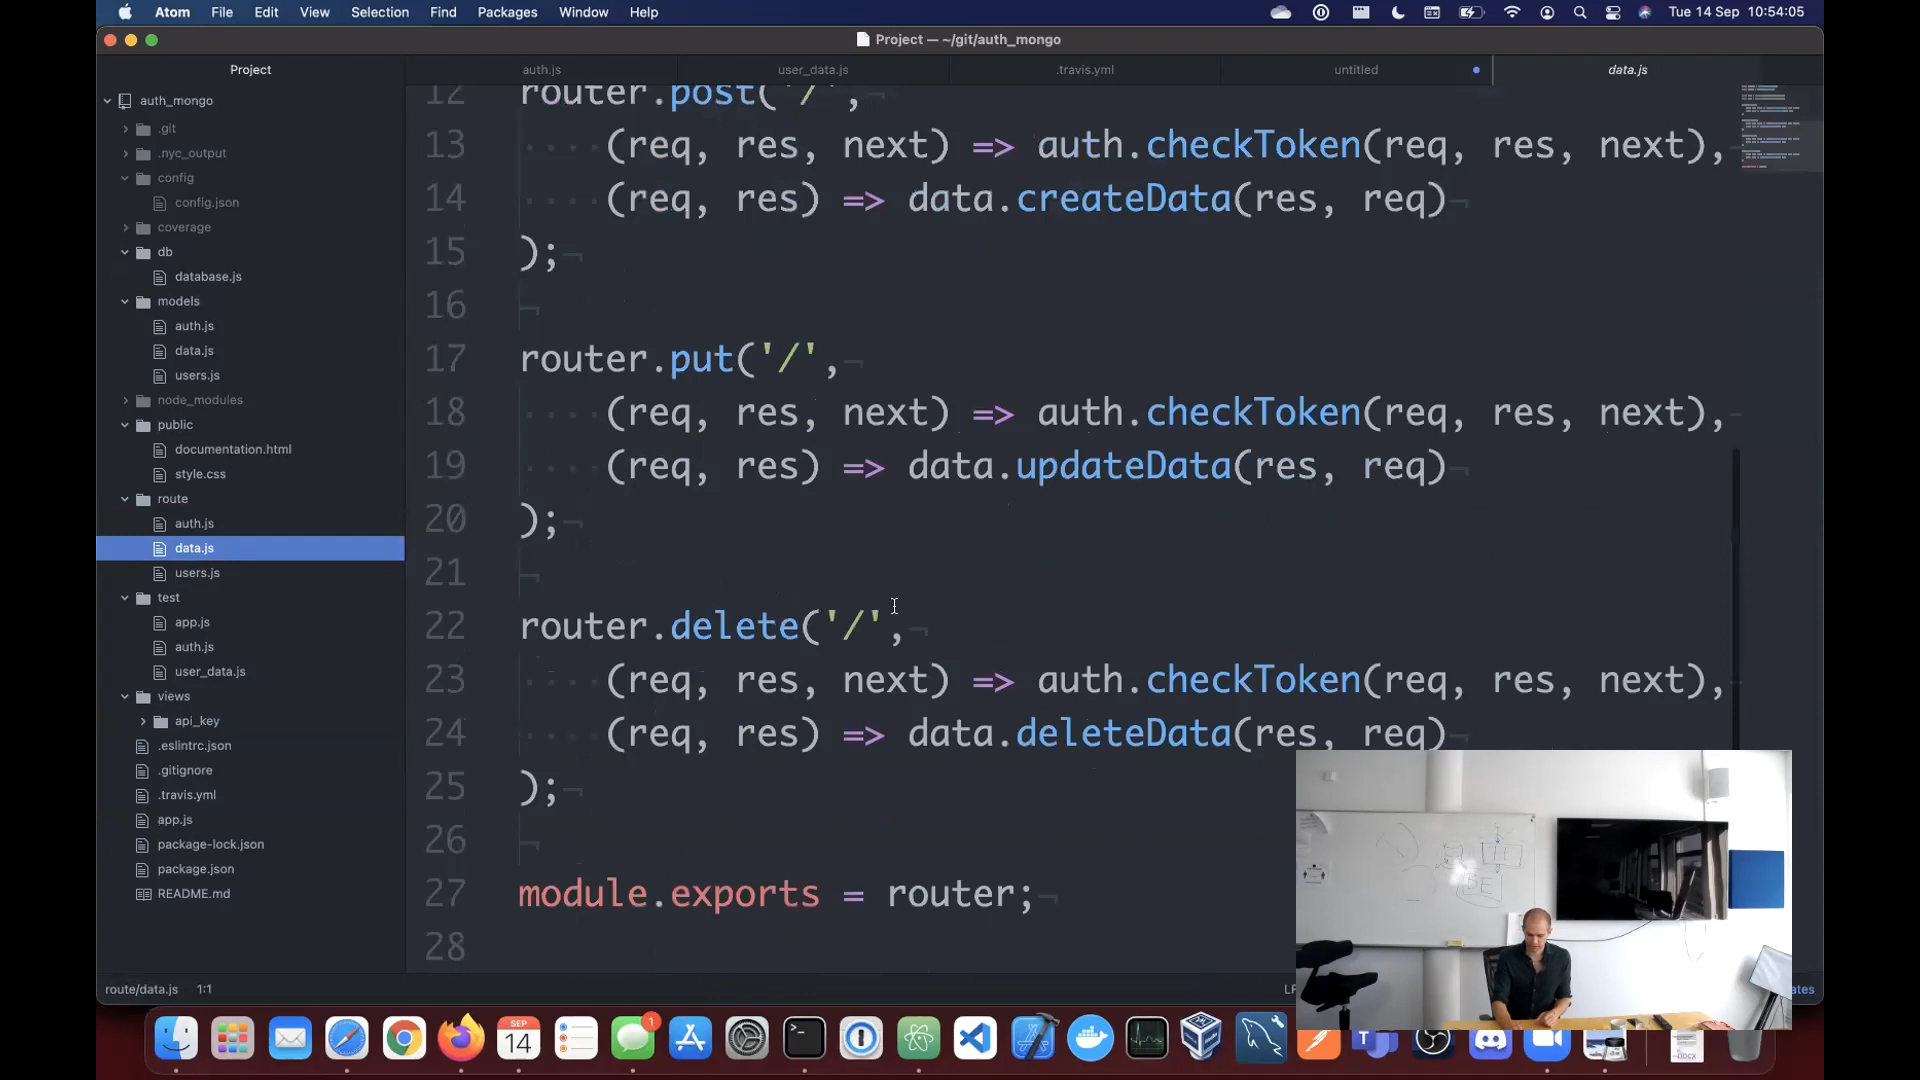 Atom File Edit View Selection Find Packages Window Help
Tue 14 Sep 10:54:05
Project — ~/git/auth_mongo
Project
auth.js
user_data.js
.travis.yml
untitled
data.js
auth_mongo
.git
.nyc_output
config
config.json
coverage
db
database.js
models
auth.js
data.js
users.js
node_modules
public
documentation.html
style.css
route
auth.js
data.js
users.js
test
app.js
auth.js
user_data.js
views
api_key
.eslintrc.json
.gitignore
.travis.yml
app.js
package-lock.json
package.json
README.md
12 router.post('/',
13 (req, res, next) => auth.checkToken(req, res, next),
14 (req, res) => data.createData(res, req)
15 );
16
17 router.put('/',
18 (req, res, next) => auth.checkToken(req, res, next),
19 (req, res) => data.updateData(res, req)
20 );
21
22 router.delete('/',
23 (req, res, next) => auth.checkToken(req, res, next),
24 (req, res) => data.deleteData(res, req)
25 );
26
27 module.exports = router;
28
route/data.js 1:1
BE
SEP
14
1
DOCX